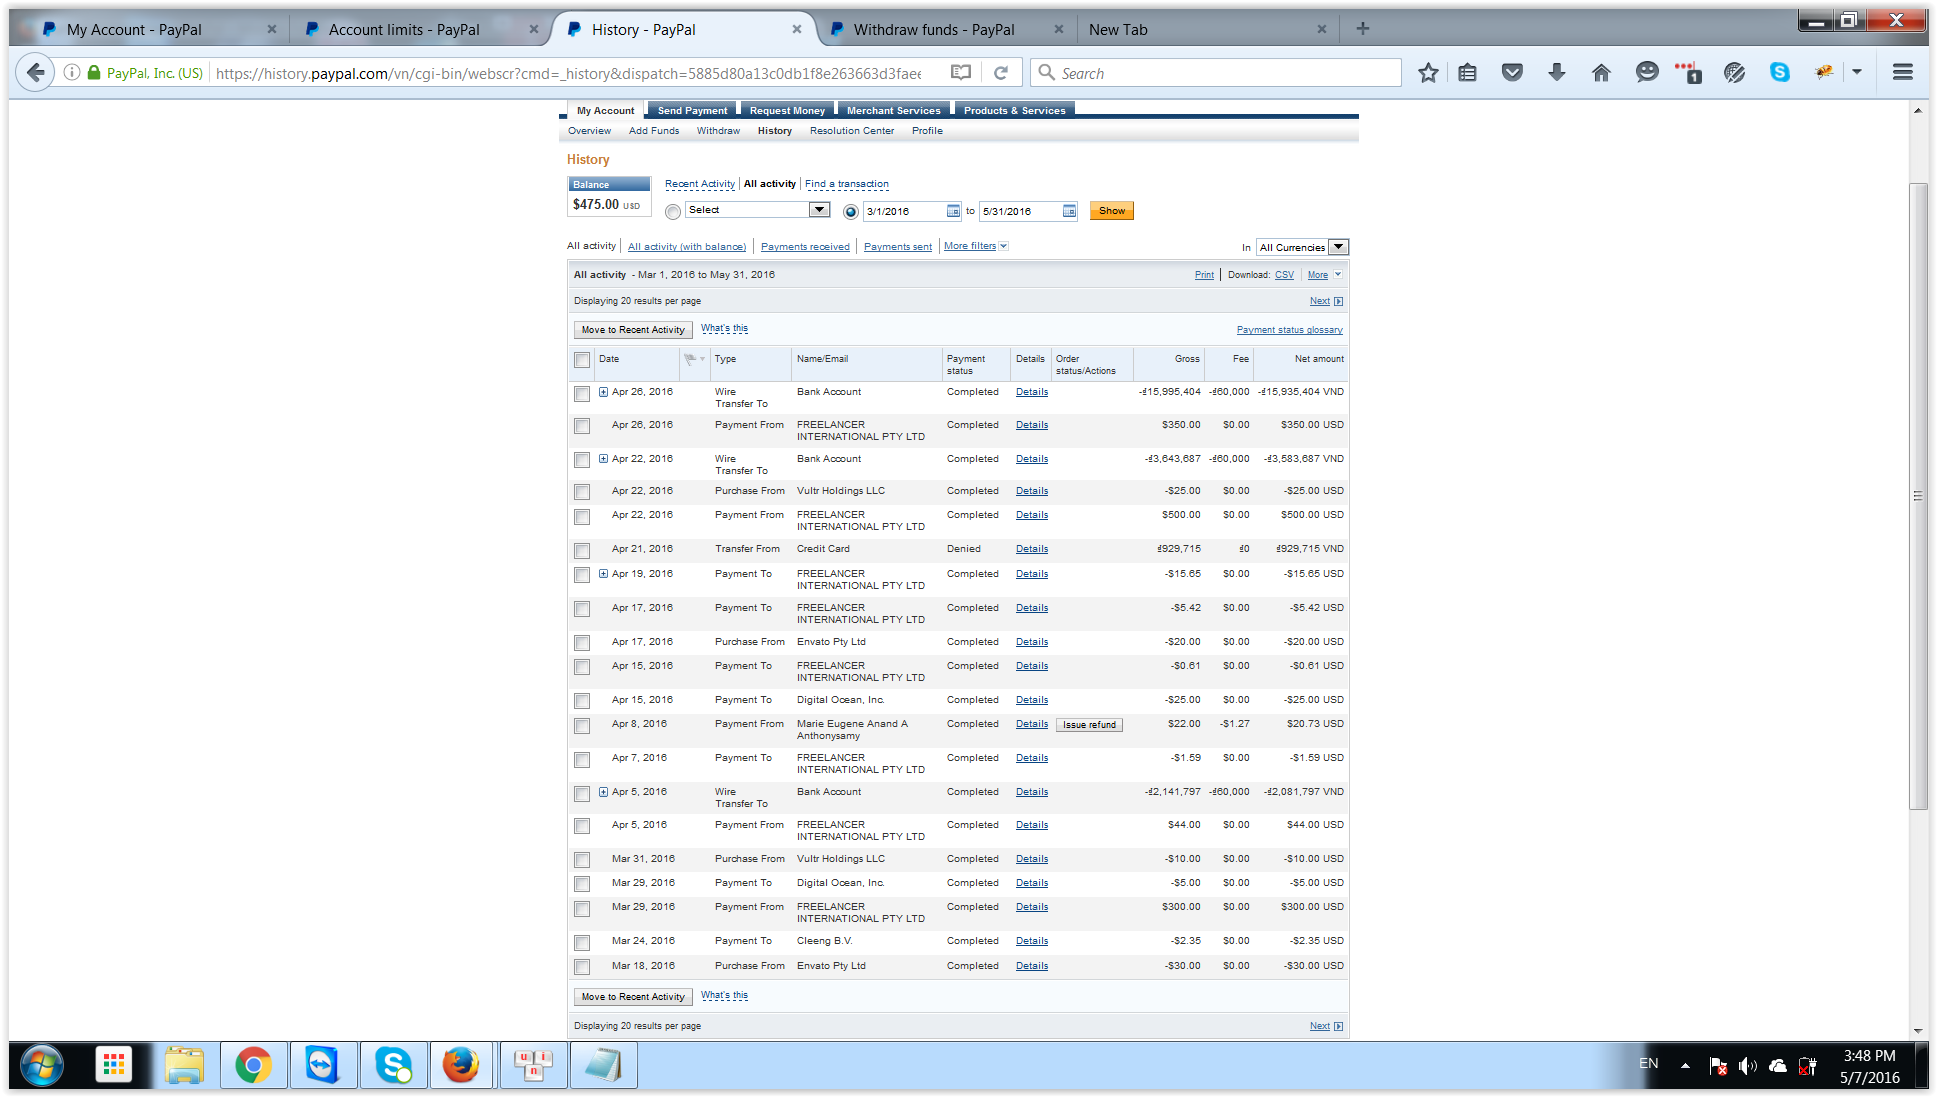 My Account - PayPal
Account limits - PayPal
History - PayPal
Withdraw funds - PayPal
New Tab
PayPal, Inc. (US)
https://history.paypal.com/vn/cgi-bin/webscr?cmd=_history&dispatch=5885d80a13c0db1f8e263663d3faee
Search
1
My Account Send Payment Request Money Merchant Services Products & Services
Overview Add Funds Withdraw History Resolution Center Profile
History
Balance
$475.00 USD
Recent Activity All activity Find a transaction
Select 3/1/2016 to 5/31/2016 Show
All activity All activity (with balance) Payments received Payments sent More filters In All Currencies
All activity - Mar 1, 2016 to May 31, 2016 Print Download: CSV More
Displaying 20 results per page Next
Move to Recent Activity What's this Payment status glossary
Date Type Name/Email Payment status Details Order status/Actions Gross Fee Net amount
Apr 26, 2016 Wire Transfer To Bank Account Completed Details -₫15,995,404 -₫60,000 -₫15,935,404 VND
Apr 26, 2016 Payment From FREELANCER INTERNATIONAL PTY LTD Completed Details $350.00 $0.00 $350.00 USD
Apr 22, 2016 Wire Transfer To Bank Account Completed Details -₫3,643,687 -₫60,000 -₫3,583,687 VND
Apr 22, 2016 Purchase From Vultr Holdings LLC Completed Details -$25.00 $0.00 -$25.00 USD
Apr 22, 2016 Payment From FREELANCER INTERNATIONAL PTY LTD Completed Details $500.00 $0.00 $500.00 USD
Apr 21, 2016 Transfer From Credit Card Denied Details ₫929,715 ₫0 ₫929,715 VND
Apr 19, 2016 Payment To FREELANCER INTERNATIONAL PTY LTD Completed Details -$15.65 $0.00 -$15.65 USD
Apr 17, 2016 Payment To FREELANCER INTERNATIONAL PTY LTD Completed Details -$5.42 $0.00 -$5.42 USD
Apr 17, 2016 Purchase From Envato Pty Ltd Completed Details -$20.00 $0.00 -$20.00 USD
Apr 15, 2016 Payment To FREELANCER INTERNATIONAL PTY LTD Completed Details -$0.61 $0.00 -$0.61 USD
Apr 15, 2016 Payment To Digital Ocean, Inc. Completed Details -$25.00 $0.00 -$25.00 USD
Apr 8, 2016 Payment From Marie Eugene Anand A Anthonysamy Completed Details Issue refund $22.00 -$1.27 $20.73 USD
Apr 7, 2016 Payment To FREELANCER INTERNATIONAL PTY LTD Completed Details -$1.59 $0.00 -$1.59 USD
Apr 5, 2016 Wire Transfer To Bank Account Completed Details -₫2,141,797 -₫60,000 -₫2,081,797 VND
Apr 5, 2016 Payment From FREELANCER INTERNATIONAL PTY LTD Completed Details $44.00 $0.00 $44.00 USD
Mar 31, 2016 Purchase From Vultr Holdings LLC Completed Details -$10.00 $0.00 -$10.00 USD
Mar 29, 2016 Payment To Digital Ocean, Inc. Completed Details -$5.00 $0.00 -$5.00 USD
Mar 29, 2016 Payment From FREELANCER INTERNATIONAL PTY LTD Completed Details $300.00 $0.00 $300.00 USD
Mar 24, 2016 Payment To Cleeng B.V. Completed Details -$2.35 $0.00 -$2.35 USD
Mar 18, 2016 Purchase From Envato Pty Ltd Completed Details -$30.00 $0.00 -$30.00 USD
Move to Recent Activity What's this
Displaying 20 results per page Next
u i n
EN
3:48 PM
5/7/2016